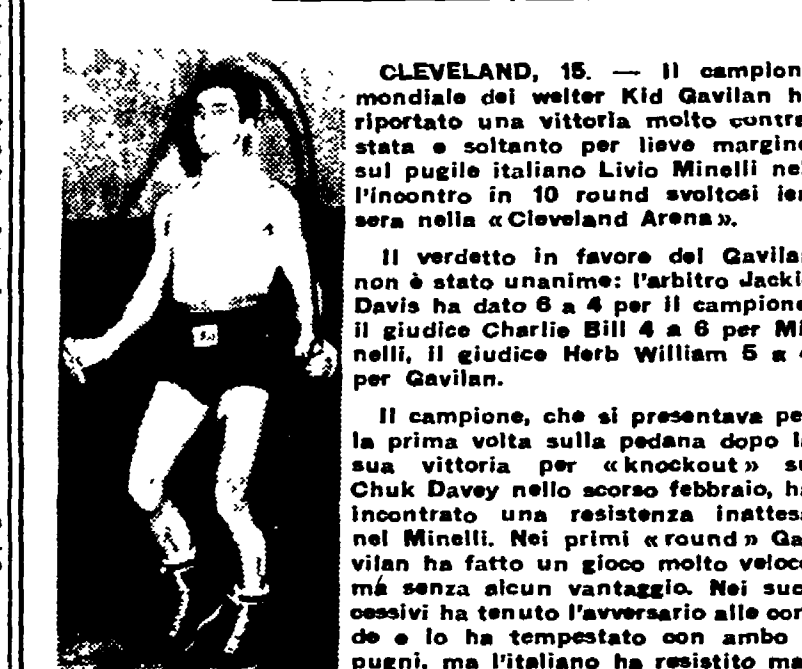 CLEVELAND, 15. — Il campion
mondiale dei welter Kid Gavilan h
riportato una vittoria molto contra
stata e soltanto per lieve margine
sul pugile italiano Livio Minelli nel
l'incontro in 10 round svoltosi ier
sera nella «Cleveland Arena».
Il verdetto in favore del Gavilan
non è stato unanime: l'arbitro Jackie
Davis ha dato 6 a 4 per il campione
il giudice Charlie Bill 4 a 6 per Mi
nelli, il giudice Herb William 5 a 4
per Gavilan.
Il campione, che si presentava pe
la prima volta sulla pedana dopo l
sua vittoria per «knockout» su
Chuk Davey nello scorso febbraio, ha
incontrato una resistenza inattesa
nel Minelli. Nei primi «round» Ga
vilan ha fatto un gioco molto veloce
ma senza alcun vantaggio. Nei suc
cessivi ha tenuto l'avversario alle cor
de e lo ha tempestato con ambo
pugni, ma l'italiano ha resistito ma